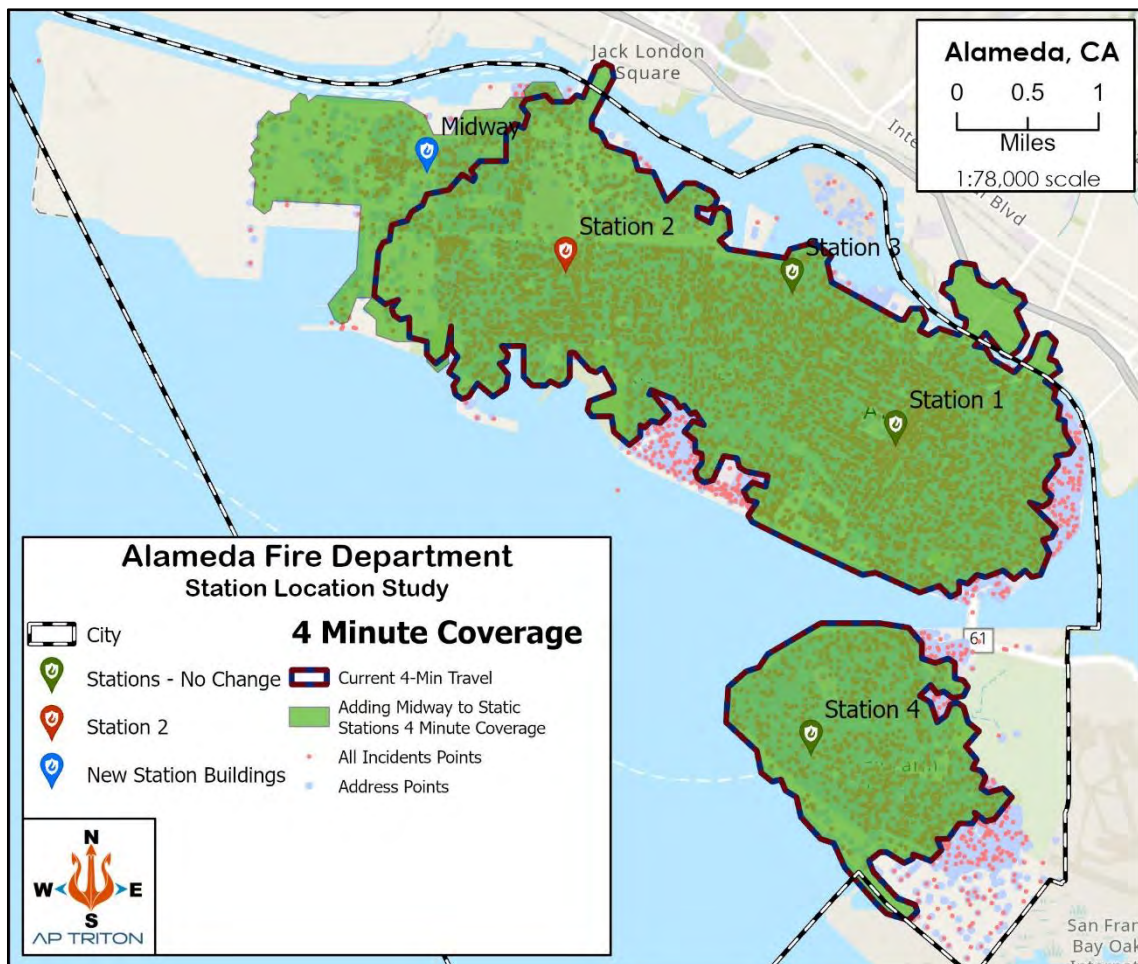 Jack London
Square
Alameda, CA
0 0.5 1
Miles
1:78,000 scale
Blvd
Midway
Station 2
Station 3
Station 1
61
Station 4
Alameda Fire Department
Station Location Study
City
Stations - No Change
Station 2
New Station Buildings
4 Minute Coverage
Current 4-Min Travel
Adding Midway to Static
Stations 4 Minute Coverage
All Incidents Points
Address Points
N
W E
S
AP TRITON
San Fran
Bay Oak